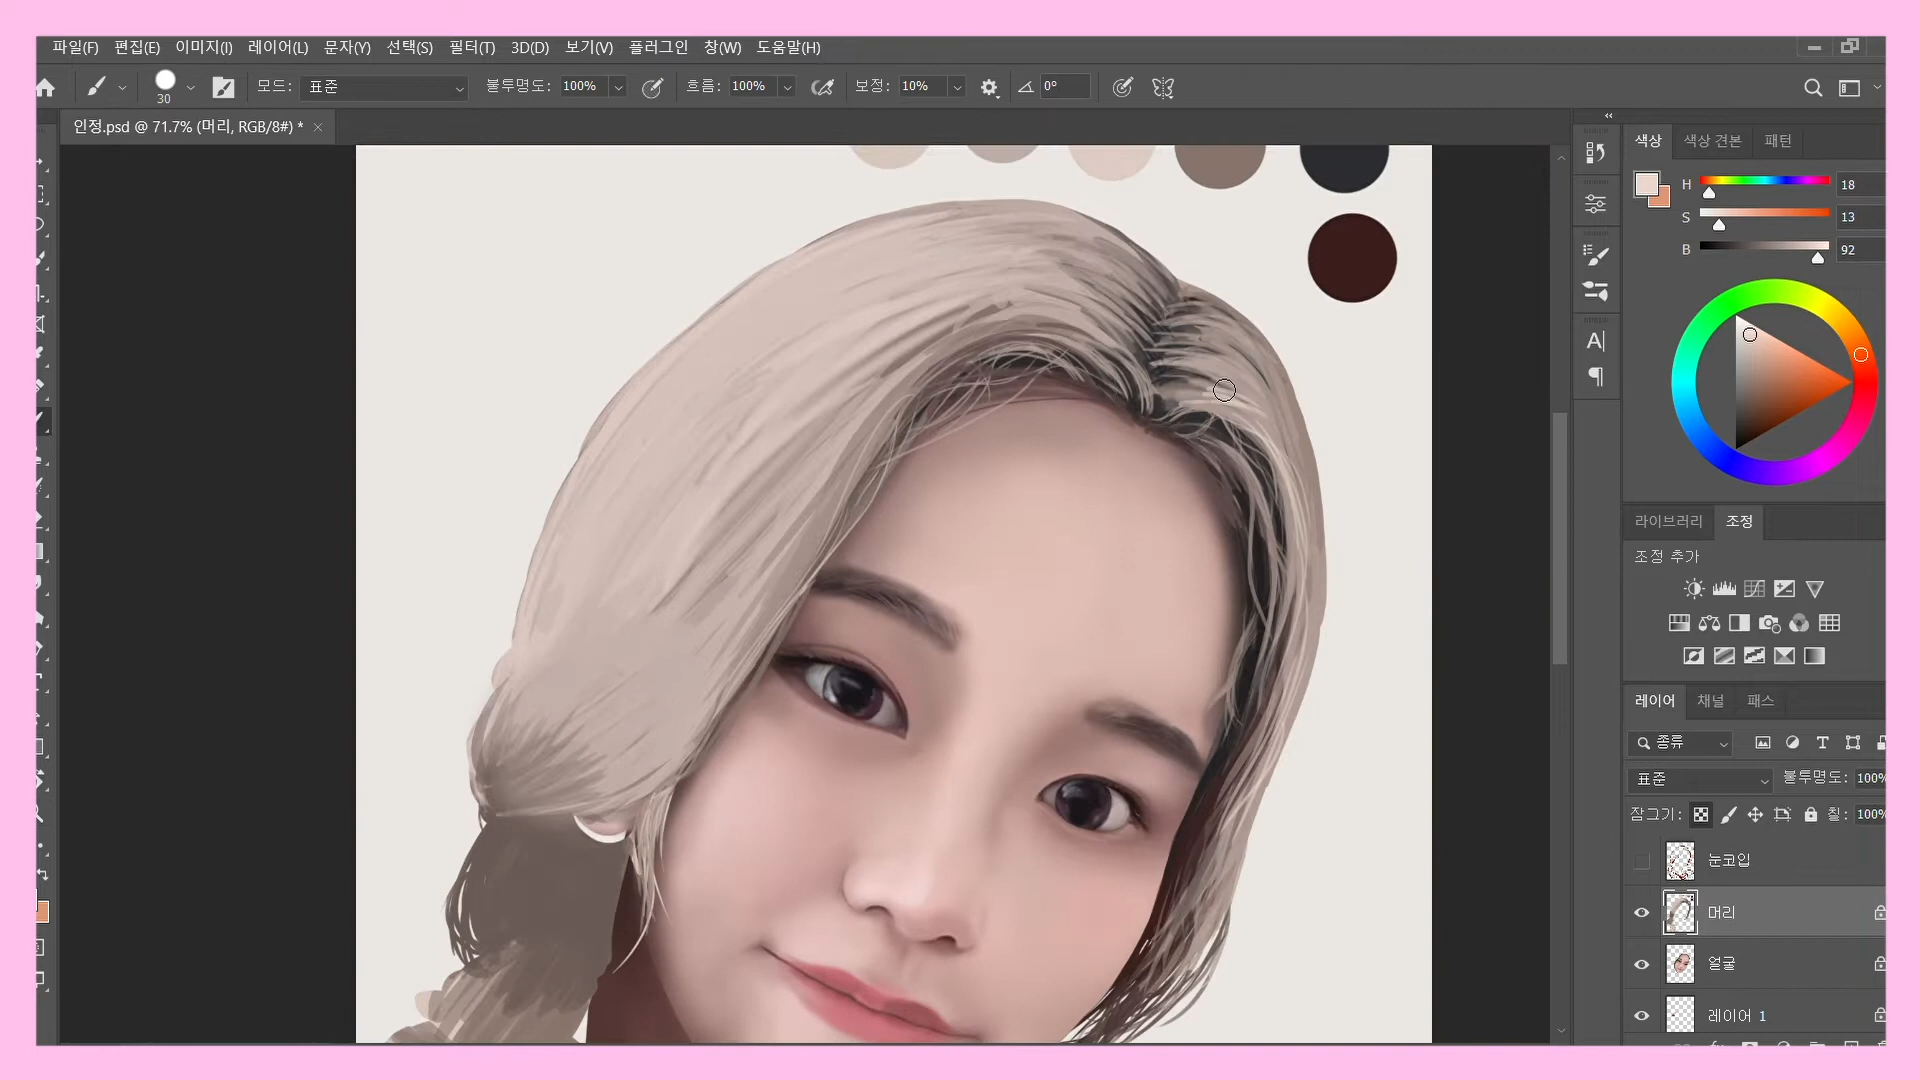 파일(F) 편집(E) 이미지(I) 레이어(L) 문자(Y) 선택(S) 필터(T) 3D(D) 보기(V) 플러그인 창(W) 도움말(H)
30 모드: 표준 불투명도: 100% 흐름: 100% 보정: 10% 0°
인정.psd @ 71.7% (머리, RGB/8#) *
색상 색상 견본 패턴
H 18
S 13
B 92
라이브러리 조정
조정 추가
레이어 채널 패스
종류
표준 불투명도: 100%
잠그기: 칠: 100%
눈코입
머리
얼굴
레이어 1